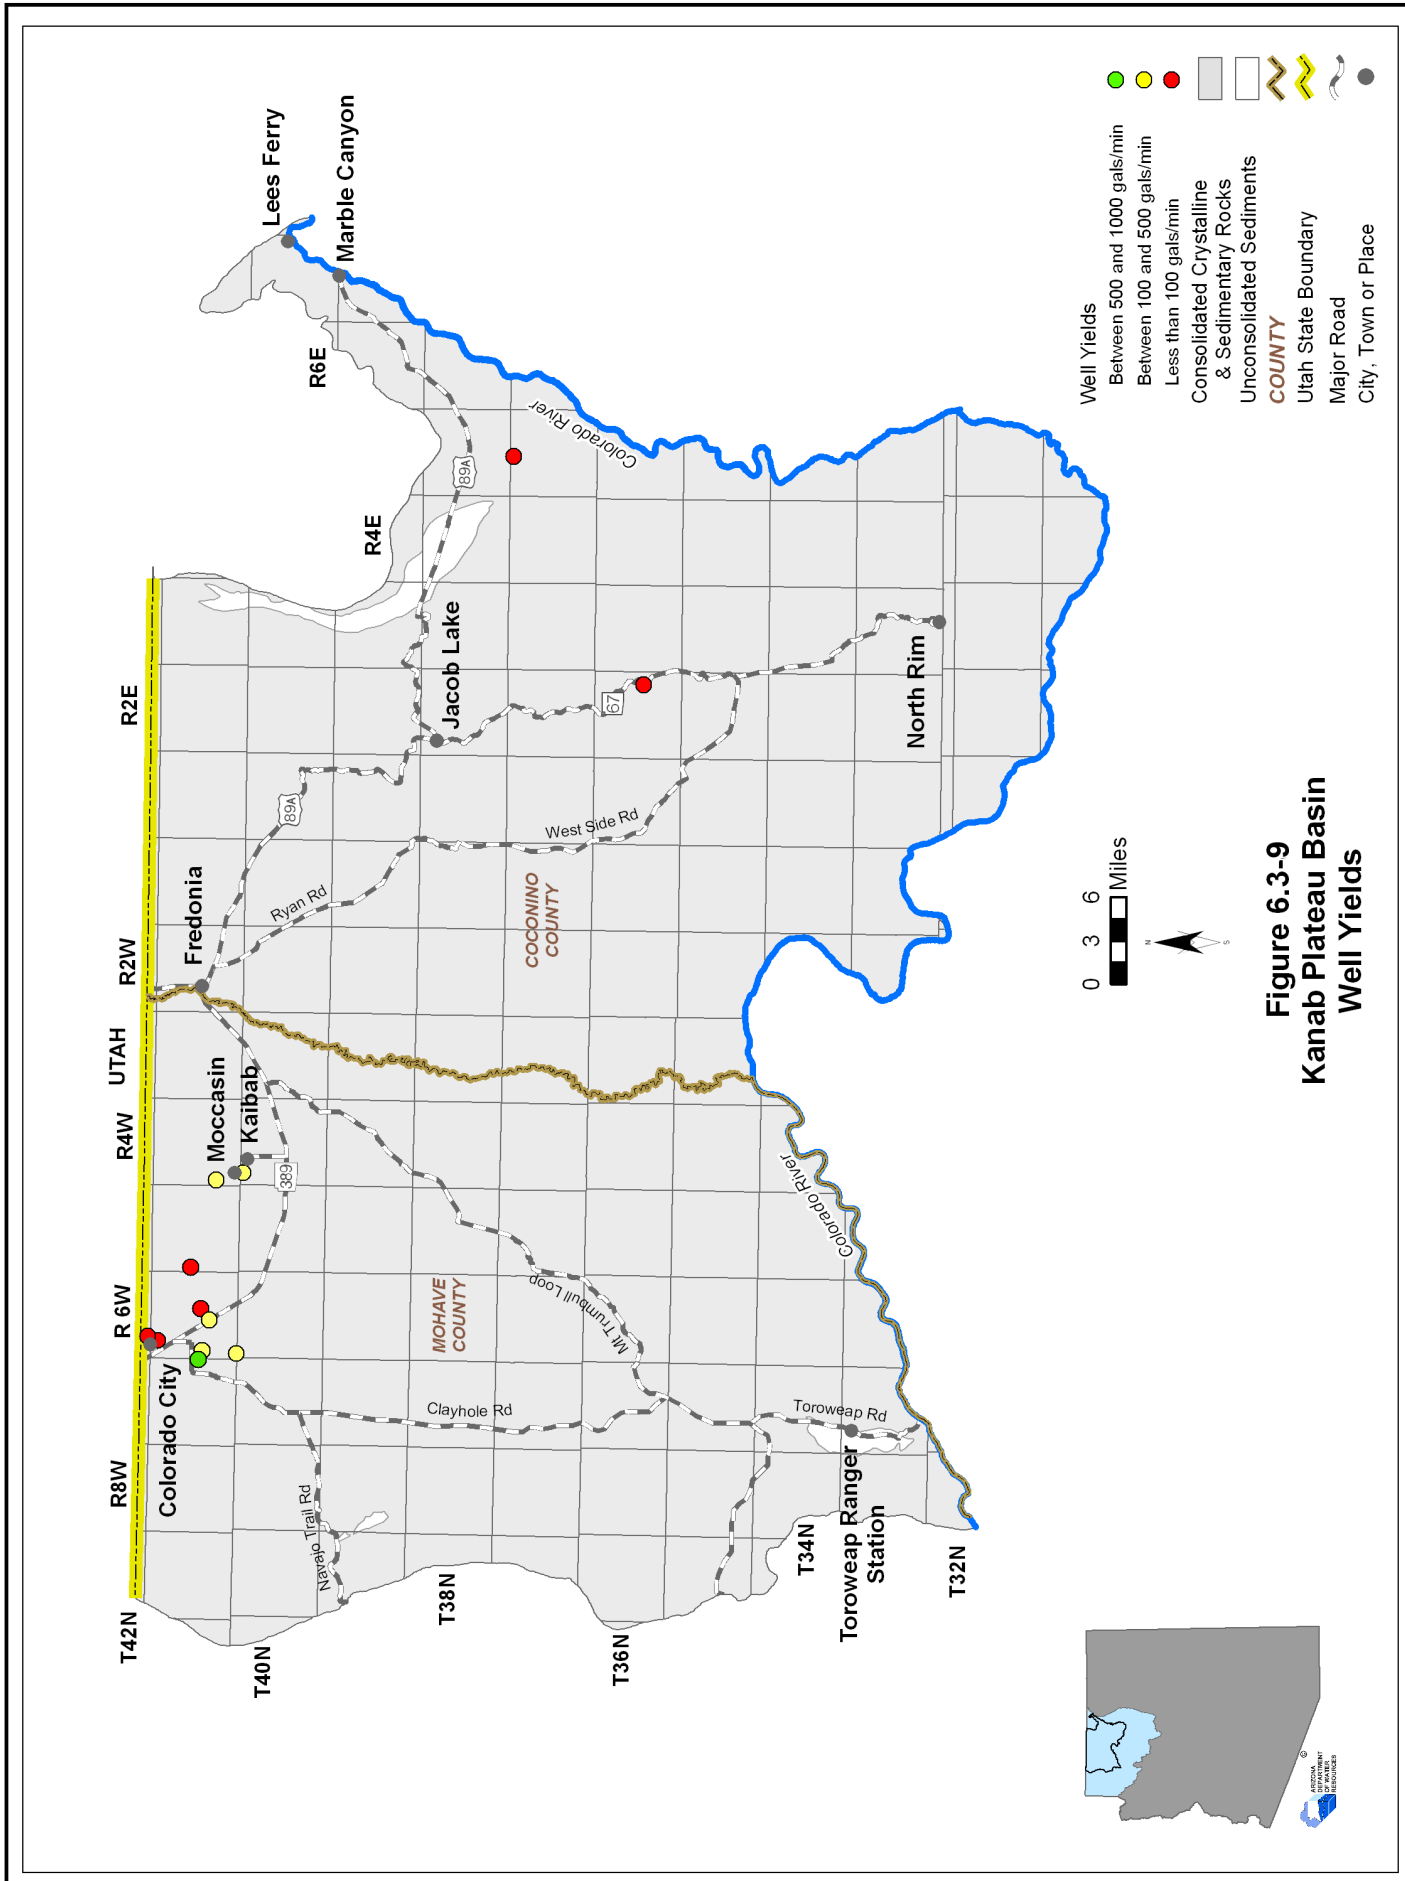 R8W
R 6W
R4W
UTAH
R2W
R2E
R4E
R6E
T42N
T40N
T38N
T36N
T34N
T32N
Colorado City
Moccasin
Kaibab
Fredonia
Jacob Lake
Lees Ferry
Marble Canyon
North Rim
Toroweap Ranger
Station
389
89A
89A
67
Navajo Trail Rd
Clayhole Rd
Mt Trumbull Loop
Toroweap Rd
Ryan Rd
West Side Rd
MOHAVE
COUNTY
COCONINO
COUNTY
Colorado River
Colorado River
Well Yields
Between 500 and 1000 gals/min
Between 100 and 500 gals/min
Less than 100 gals/min
Consolidated Crystalline
& Sedimentary Rocks
Unconsolidated Sediments
COUNTY
Utah State Boundary
Major Road
City, Town or Place
0 3 6
Miles
N
S
Figure 6.3-9
Kanab Plateau Basin
Well Yields
©
ARIZONA
DEPARTMENT
OF WATER
RESOURCES